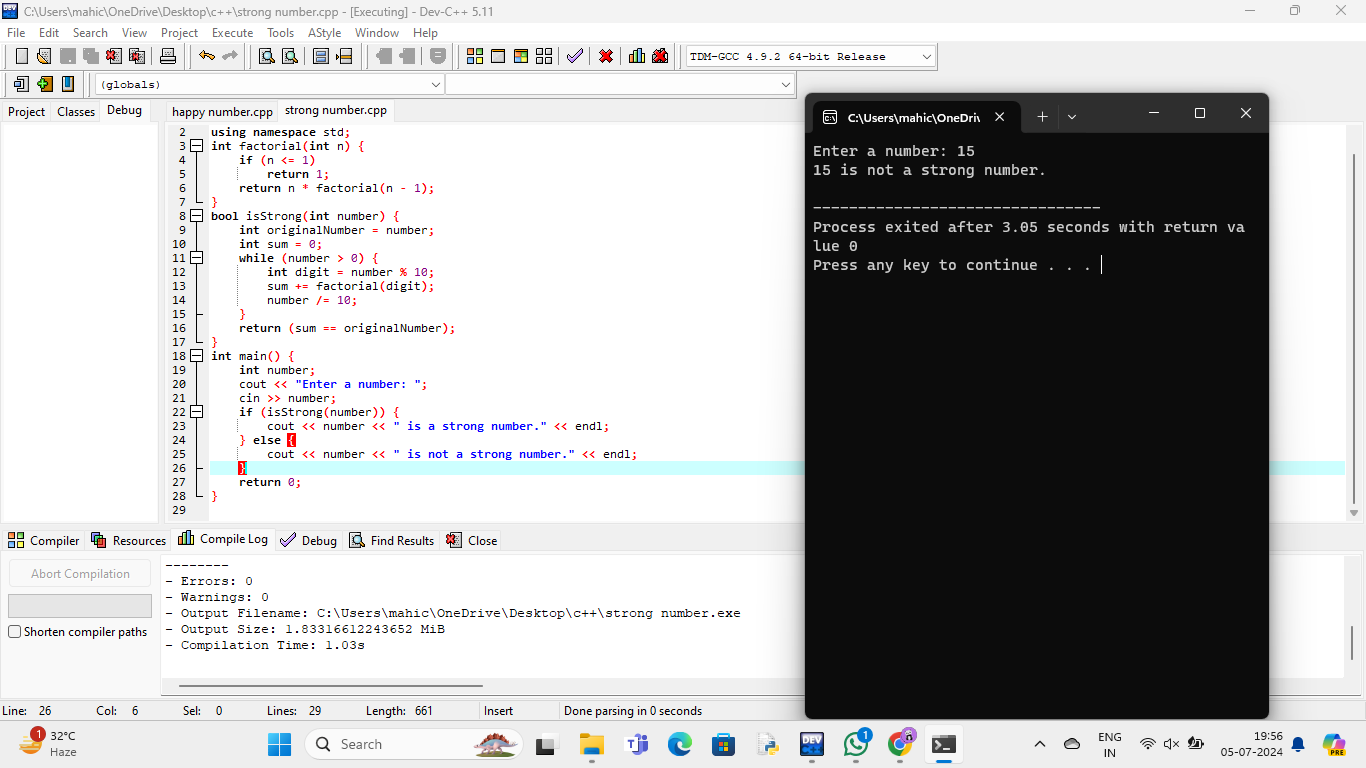 C:\Users\mahic\OneDrive\Desktop\c++\strong number.cpp - [Executing] - Dev-C++ 5.11
File Edit Search View Project Execute Tools AStyle Window Help
TDM-GCC 4.9.2 64-bit Release
(globals)
Project Classes Debug
happy number.cpp strong number.cpp
2 using namespace std;
3 int factorial(int n) {
4 if (n <= 1)
5 return 1;
6 return n * factorial(n - 1);
7 }
8 bool isStrong(int number) {
9 int originalNumber = number;
10 int sum = 0;
11 while (number > 0) {
12 int digit = number % 10;
13 sum += factorial(digit);
14 number /= 10;
15 }
16 return (sum == originalNumber);
17 }
18 int main() {
19 int number;
20 cout << "Enter a number: ";
21 cin >> number;
22 if (isStrong(number)) {
23 cout << number << " is a strong number." << endl;
24 } else {
25 cout << number << " is not a strong number." << endl;
26 }
27 return 0;
28 }
29
C:\Users\mahic\OneDri
Enter a number: 15
15 is not a strong number.
--------------------------------
Process exited after 3.05 seconds with return va
lue 0
Press any key to continue . . .
Compiler Resources Compile Log Debug Find Results Close
Abort Compilation
Shorten compiler paths
--------
- Errors: 0
- Warnings: 0
- Output Filename: C:\Users\mahic\OneDrive\Desktop\c++\strong number.exe
- Output Size: 1.83316612243652 MiB
- Compilation Time: 1.03s
Line: 26 Col: 6 Sel: 0 Lines: 29 Length: 661 Insert Done parsing in 0 seconds
1
32°C
Haze
Search
DEV
1
PRE
ENG
IN
19:56
05-07-2024